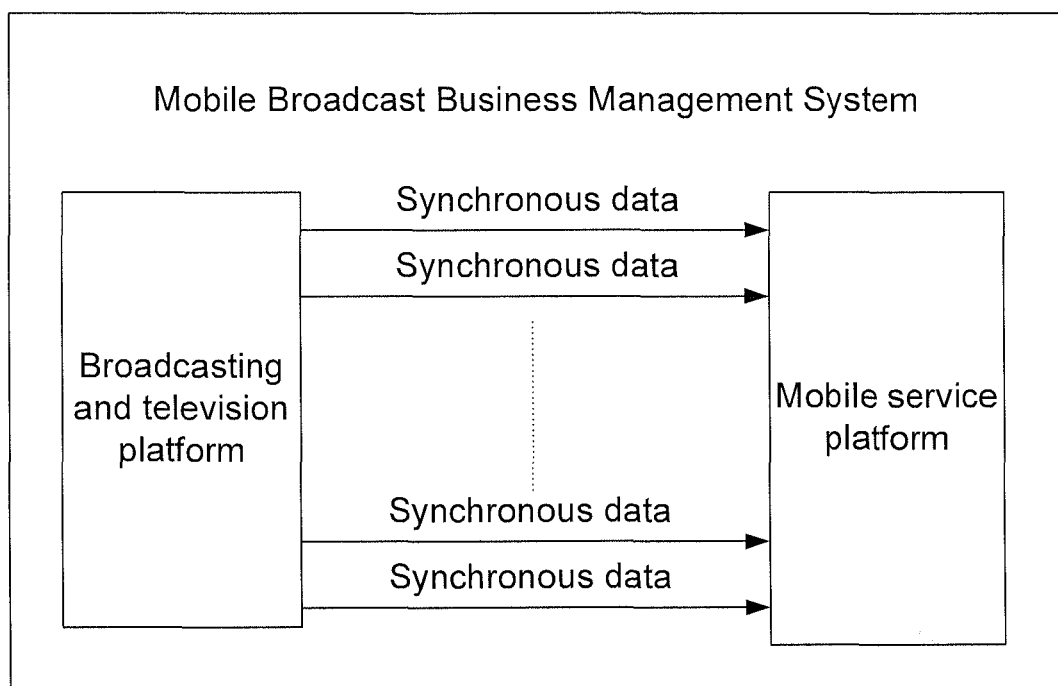 Mobile Broadcast Business Management System
Synchronous data
Synchronous data
Broadcasting
and television
platform
Mobile service
platform
Synchronous data
Synchronous data